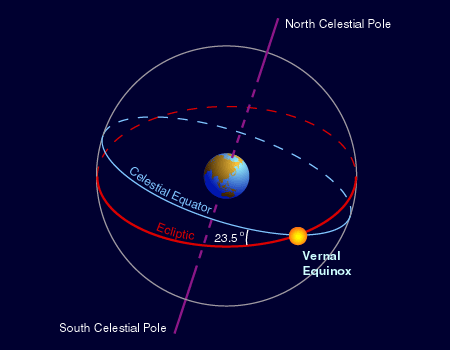 North Celestial Pole
Celestial Equator
Ecliptic
23.5°
Vernal
Equinox
South Celestial Pole